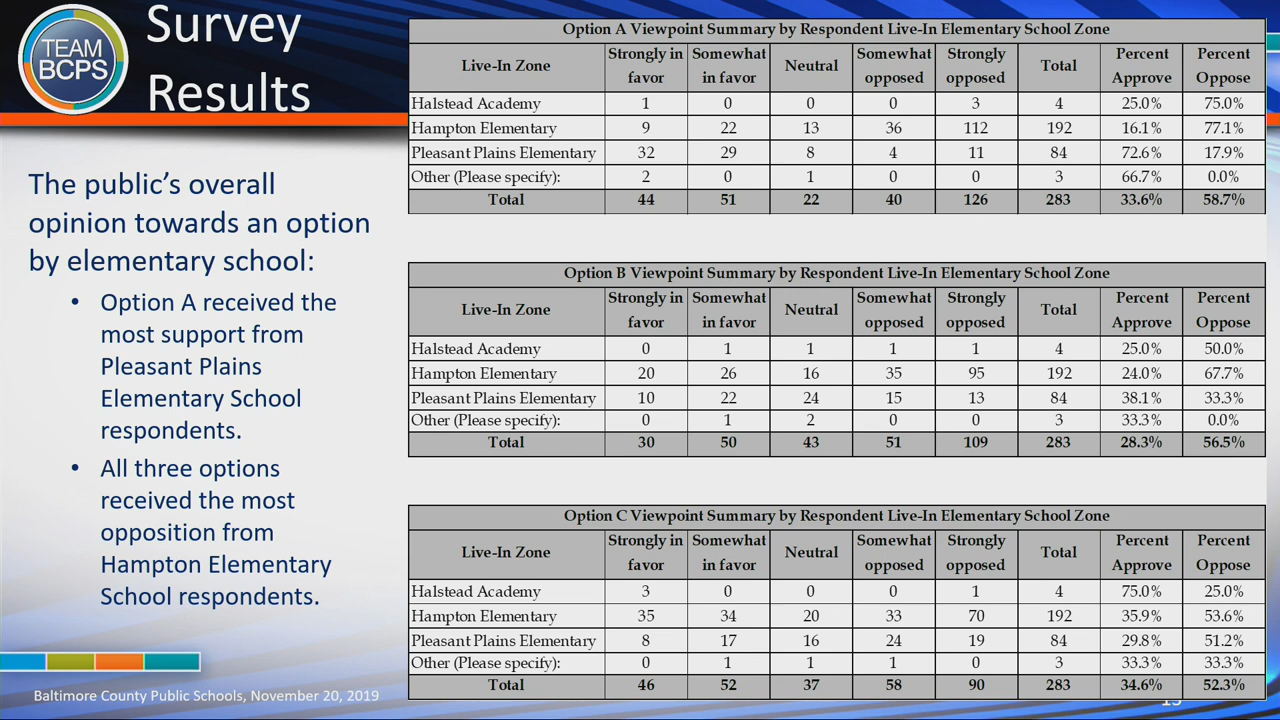 Survey
Results
TEAM
BCPS
The public's overall
opinion towards an option
by elementary school:
• Option A received the
most support from
Pleasant Plains
Elementary School
respondents.
• All three options
received the most
opposition from
Hampton Elementary
School respondents.
Baltimore County Public Schools, November 20, 2019
Option A Viewpoint Summary by Respondent Live-In Elementary School Zone
Live-In Zone Strongly in favor Somewhat in favor Neutral Somewhat opposed Strongly opposed Total Percent Approve Percent Oppose
Halstead Academy 1 0 0 0 3 4 25.0% 75.0%
Hampton Elementary 9 22 13 36 112 192 16.1% 77.1%
Pleasant Plains Elementary 32 29 8 4 11 84 72.6% 17.9%
Other (Please specify): 2 0 1 0 0 3 66.7% 0.0%
Total 44 51 22 40 126 283 33.6% 58.7%
Option B Viewpoint Summary by Respondent Live-In Elementary School Zone
Live-In Zone Strongly in favor Somewhat in favor Neutral Somewhat opposed Strongly opposed Total Percent Approve Percent Oppose
Halstead Academy 0 1 1 1 1 4 25.0% 50.0%
Hampton Elementary 20 26 16 35 95 192 24.0% 67.7%
Pleasant Plains Elementary 10 22 24 15 13 84 38.1% 33.3%
Other (Please specify): 0 1 2 0 0 3 33.3% 0.0%
Total 30 50 43 51 109 283 28.3% 56.5%
Option C Viewpoint Summary by Respondent Live-In Elementary School Zone
Live-In Zone Strongly in favor Somewhat in favor Neutral Somewhat opposed Strongly opposed Total Percent Approve Percent Oppose
Halstead Academy 3 0 0 0 1 4 75.0% 25.0%
Hampton Elementary 35 34 20 33 70 192 35.9% 53.6%
Pleasant Plains Elementary 8 17 16 24 19 84 29.8% 51.2%
Other (Please specify): 0 1 1 1 0 3 33.3% 33.3%
Total 46 52 37 58 90 283 34.6% 52.3%